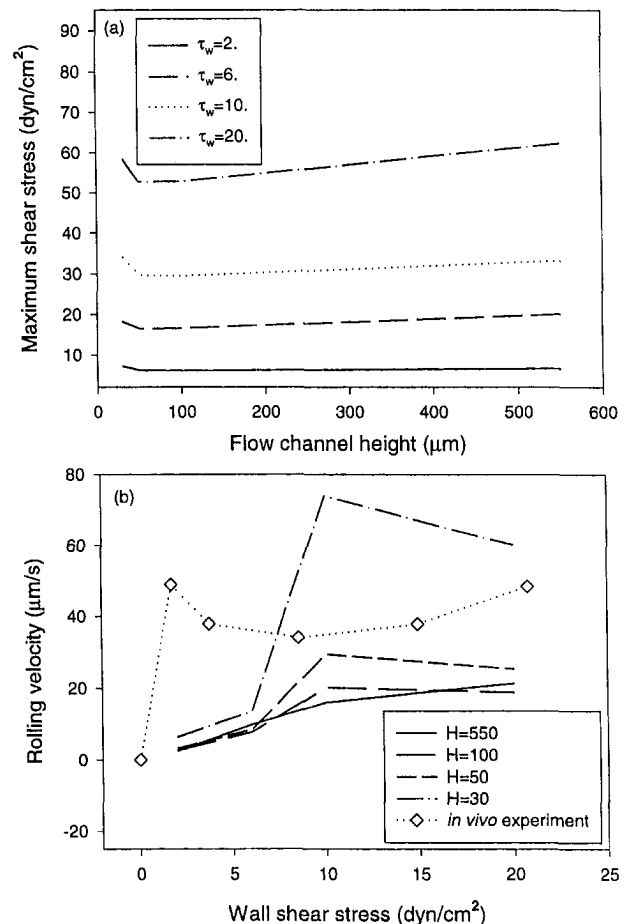 (a)
τw=2.
τw=6.
τw=10.
τw=20.
Maximum shear stress (dyn/cm²)
90
80
70
60
50
40
30
20
10
0
100
200
300
400
500
600
Flow channel height (μm)
(b)
Rolling velocity (μm/s)
80
60
40
20
0
-20
H=550
H=100
H=50
H=30
in vivo experiment
0
5
10
15
20
25
Wall shear stress (dyn/cm²)